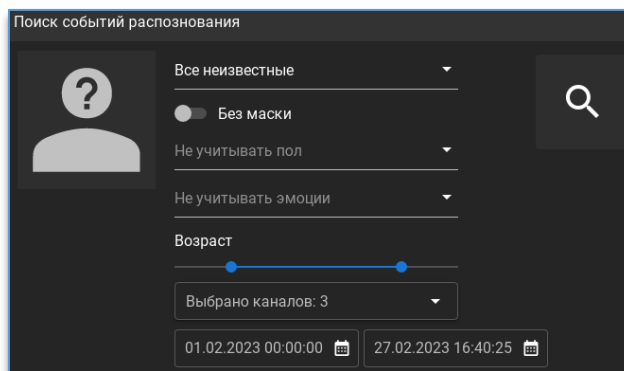 Поиск событий распознования
?
Все неизвестные
Без маски
Не учитывать пол
Не учитывать эмоции
Возраст
Выбрано каналов: 3
01.02.2023 00:00:00 27.02.2023 16:40:25